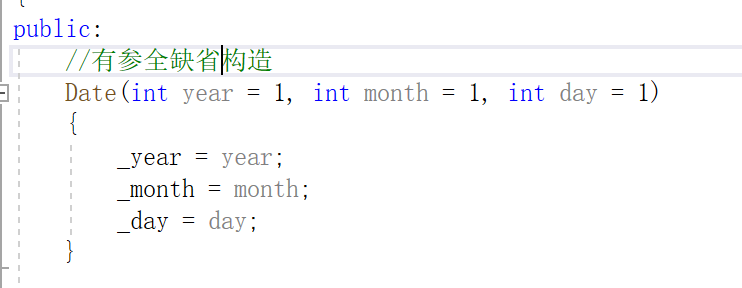 {
public:
//有参全缺省构造
Date(int year = 1, int month = 1, int day = 1)
{
_year = year;
_month = month;
_day = day;
}